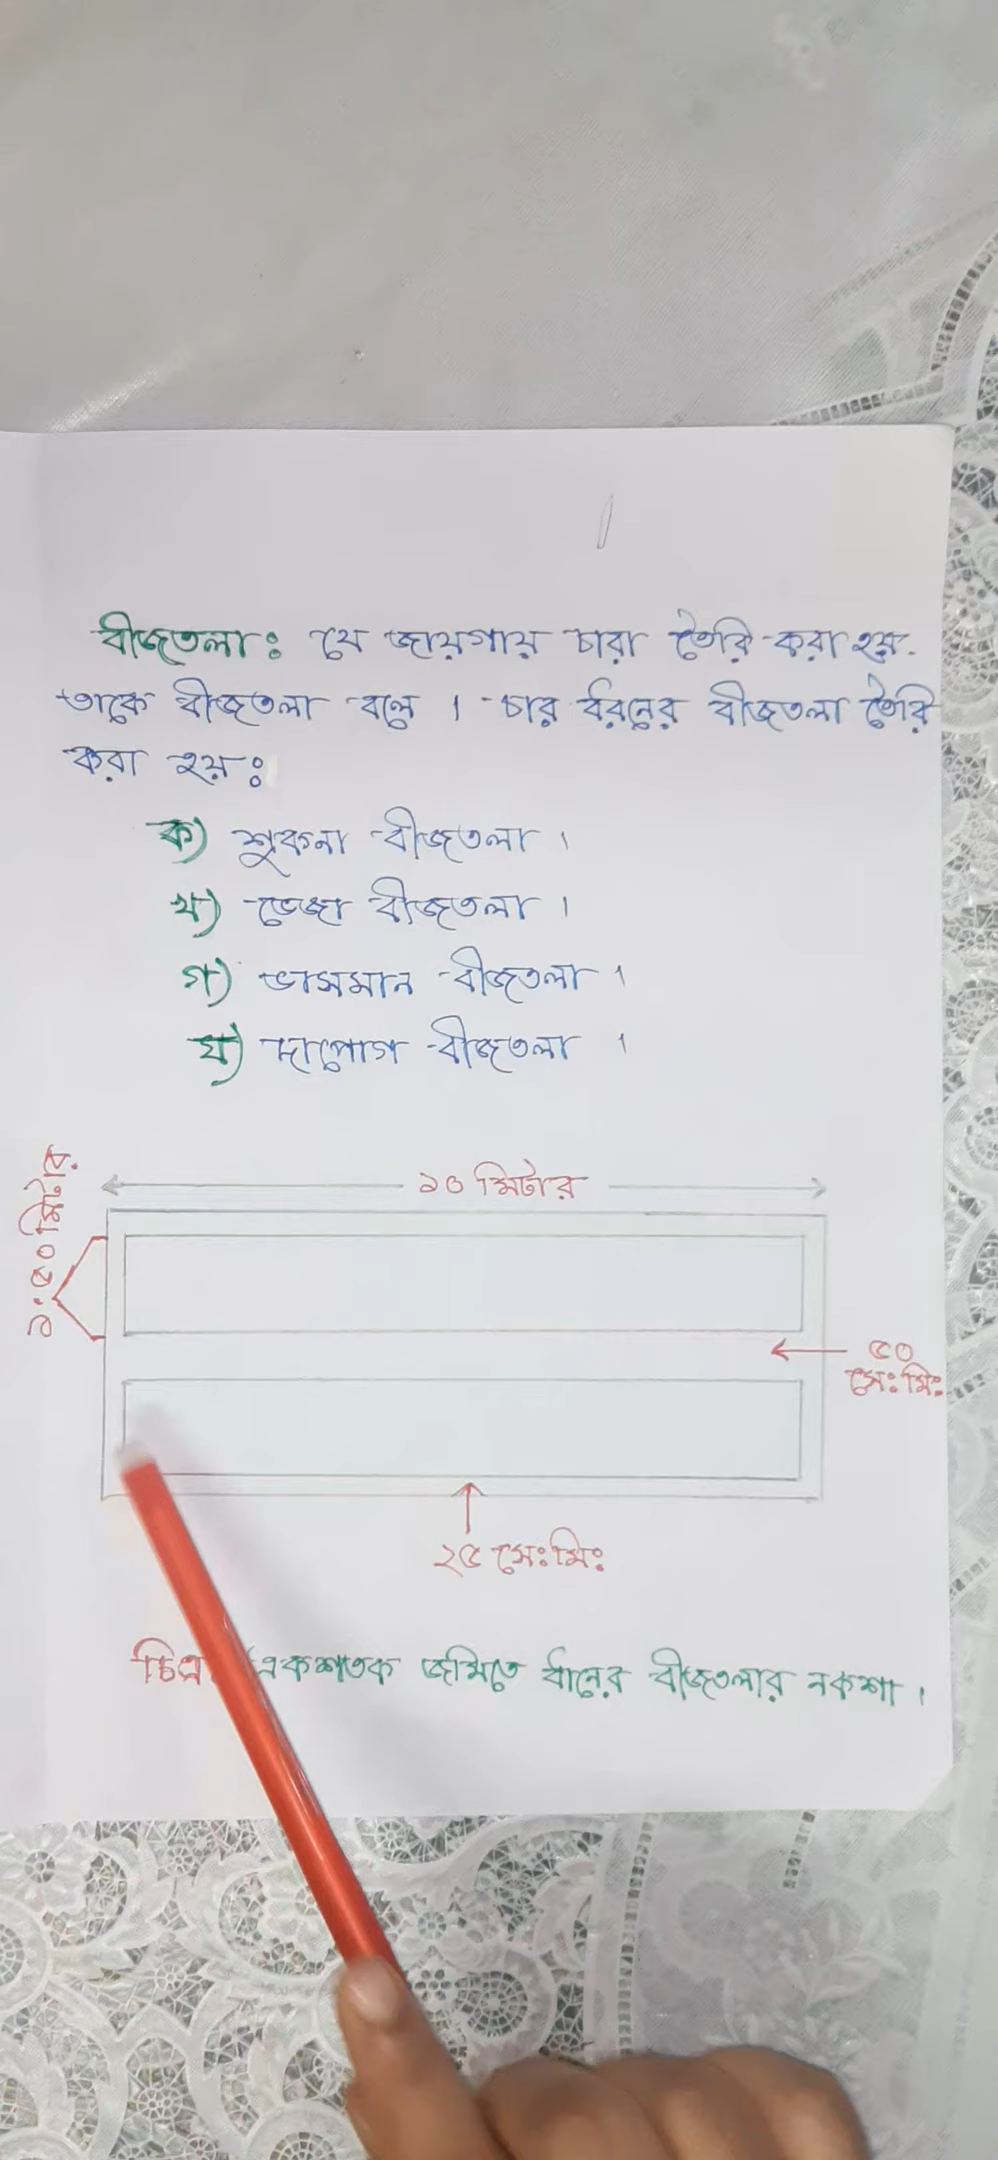 বীজতলা : যে জায়গায় চারা তৈরি করা হয়
তাকে বীজতলা বলে । চার ধরনের বীজতলা তৈরি
করা হয় :
ক) শুকনা বীজতলা ।
খ) ভেজা বীজতলা ।
গ) ভাসমান বীজতলা ।
ঘ) দাপোগ বীজতলা ।
১০ মিটার
১.৫০ মিটার
৫০
সে: মি:
২৫ সে: মি:
চিত্র একশতক জমিতে ধানের বীজতলার নকশা ।